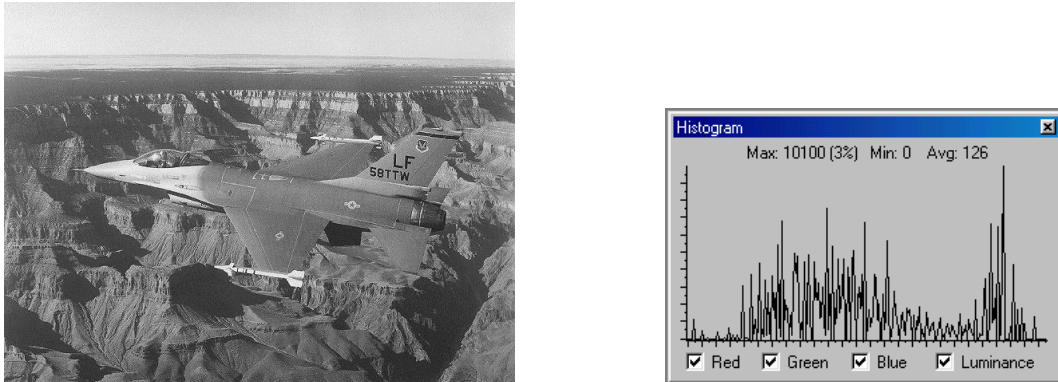 LF
58TTW
Histogram
Max: 10100 (3%) Min: 0 Avg: 126
Red Green Blue Luminance